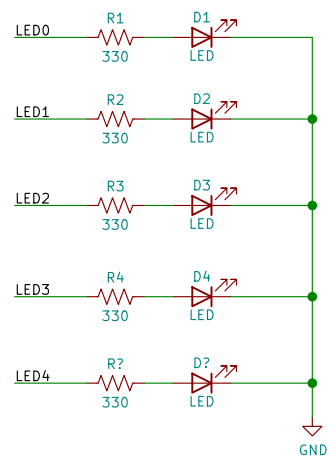 R1 D1
LED0
330 LED
R2 D2
LED1
330 LED
R3 D3
LED2
330 LED
R4 D4
LED3
330 LED
R? D?
LED4
330 LED
GND